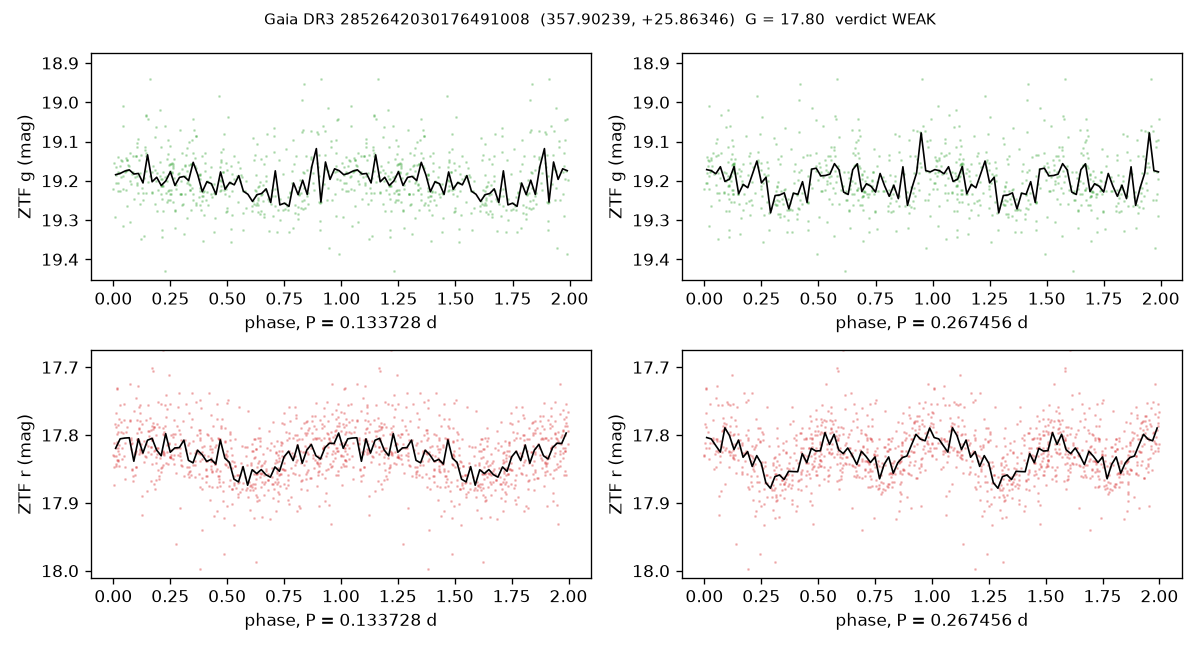 Gaia DR3 2852642030176491008 (357.90239, +25.86346) G = 17.80 verdict WEAK
ZTF g (mag)
18.9
19.0
19.1
19.2
19.3
19.4
0.00 0.25 0.50 0.75 1.00 1.25 1.50 1.75 2.00
phase, P = 0.133728 d
ZTF g (mag)
18.9
19.0
19.1
19.2
19.3
19.4
0.00 0.25 0.50 0.75 1.00 1.25 1.50 1.75 2.00
phase, P = 0.267456 d
ZTF r (mag)
17.7
17.8
17.9
18.0
0.00 0.25 0.50 0.75 1.00 1.25 1.50 1.75 2.00
phase, P = 0.133728 d
ZTF r (mag)
17.7
17.8
17.9
18.0
0.00 0.25 0.50 0.75 1.00 1.25 1.50 1.75 2.00
phase, P = 0.267456 d